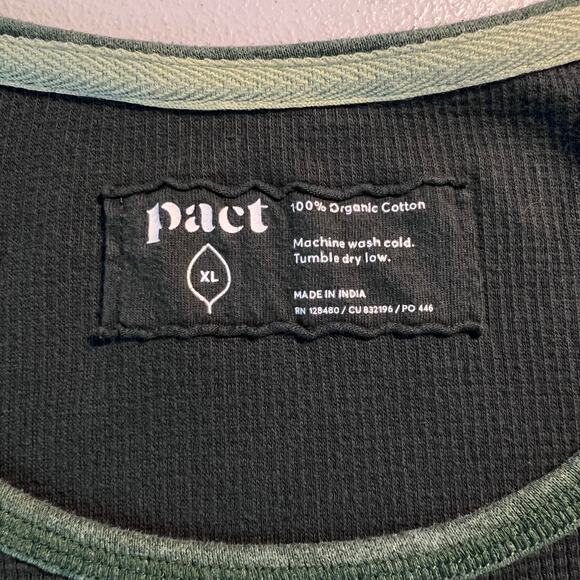 pact
XL
100% Organic Cotton
Machine wash cold.
Tumble dry low.
MADE IN INDIA
RN 128480 / CU 832196 / PO 446